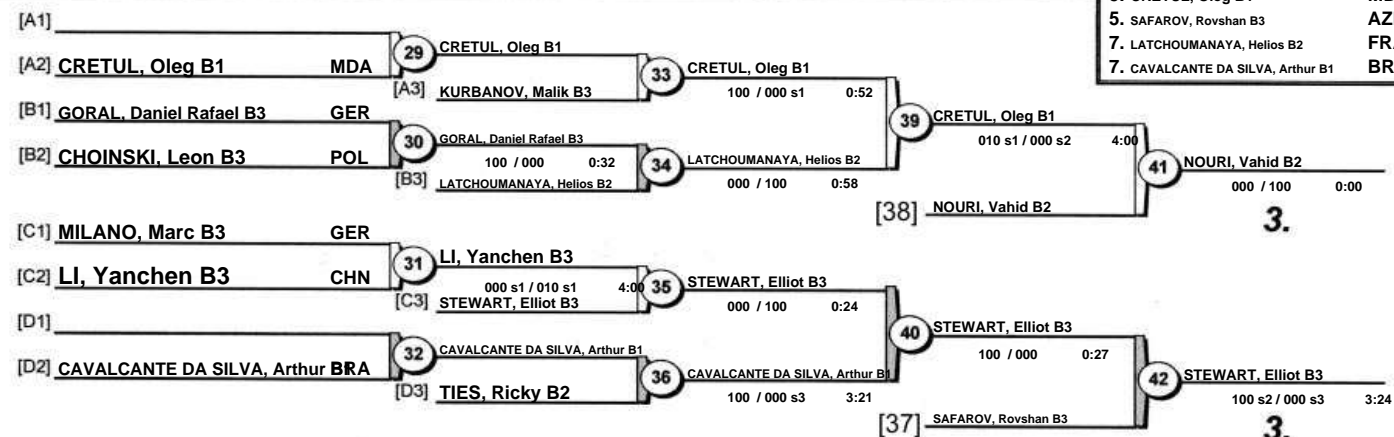 5. SAFAROV, Rovshan B3
7. LATCHOUMANAYA, Helios B2
7. CAVALCANTE DA SILVA, Arthur B1
[A1]
[A2] CRETUL, Oleg B1 MDA
29
CRETUL, Oleg B1
[A3] KURBANOV, Malik B3
33
CRETUL, Oleg B1
100 / 000 s1 0:52
[B1] GORAL, Daniel Rafael B3 GER
[B2] CHOINSKI, Leon B3 POL
30
GORAL, Daniel Rafael B3
100 / 000 0:32
[B3] LATCHOUMANAYA, Helios B2
34
LATCHOUMANAYA, Helios B2
000 / 100 0:58
39
CRETUL, Oleg B1
010 s1 / 000 s2 4:00
[38] NOURI, Vahid B2
41
NOURI, Vahid B2
000 / 100 0:00
3.
[C1] MILANO, Marc B3 GER
[C2] LI, Yanchen B3 CHN
31
LI, Yanchen B3
000 s1 / 010 s1 4:00
[C3] STEWART, Elliot B3
35
STEWART, Elliot B3
000 / 100 0:24
[D1]
[D2] CAVALCANTE DA SILVA, Arthur B1 BRA
32
CAVALCANTE DA SILVA, Arthur B1
[D3] TIES, Ricky B2
36
CAVALCANTE DA SILVA, Arthur B1
100 / 000 s3 3:21
40
STEWART, Elliot B3
100 / 000 0:27
[37] SAFAROV, Rovshan B3
42
STEWART, Elliot B3
100 s2 / 000 s3 3:24
3.